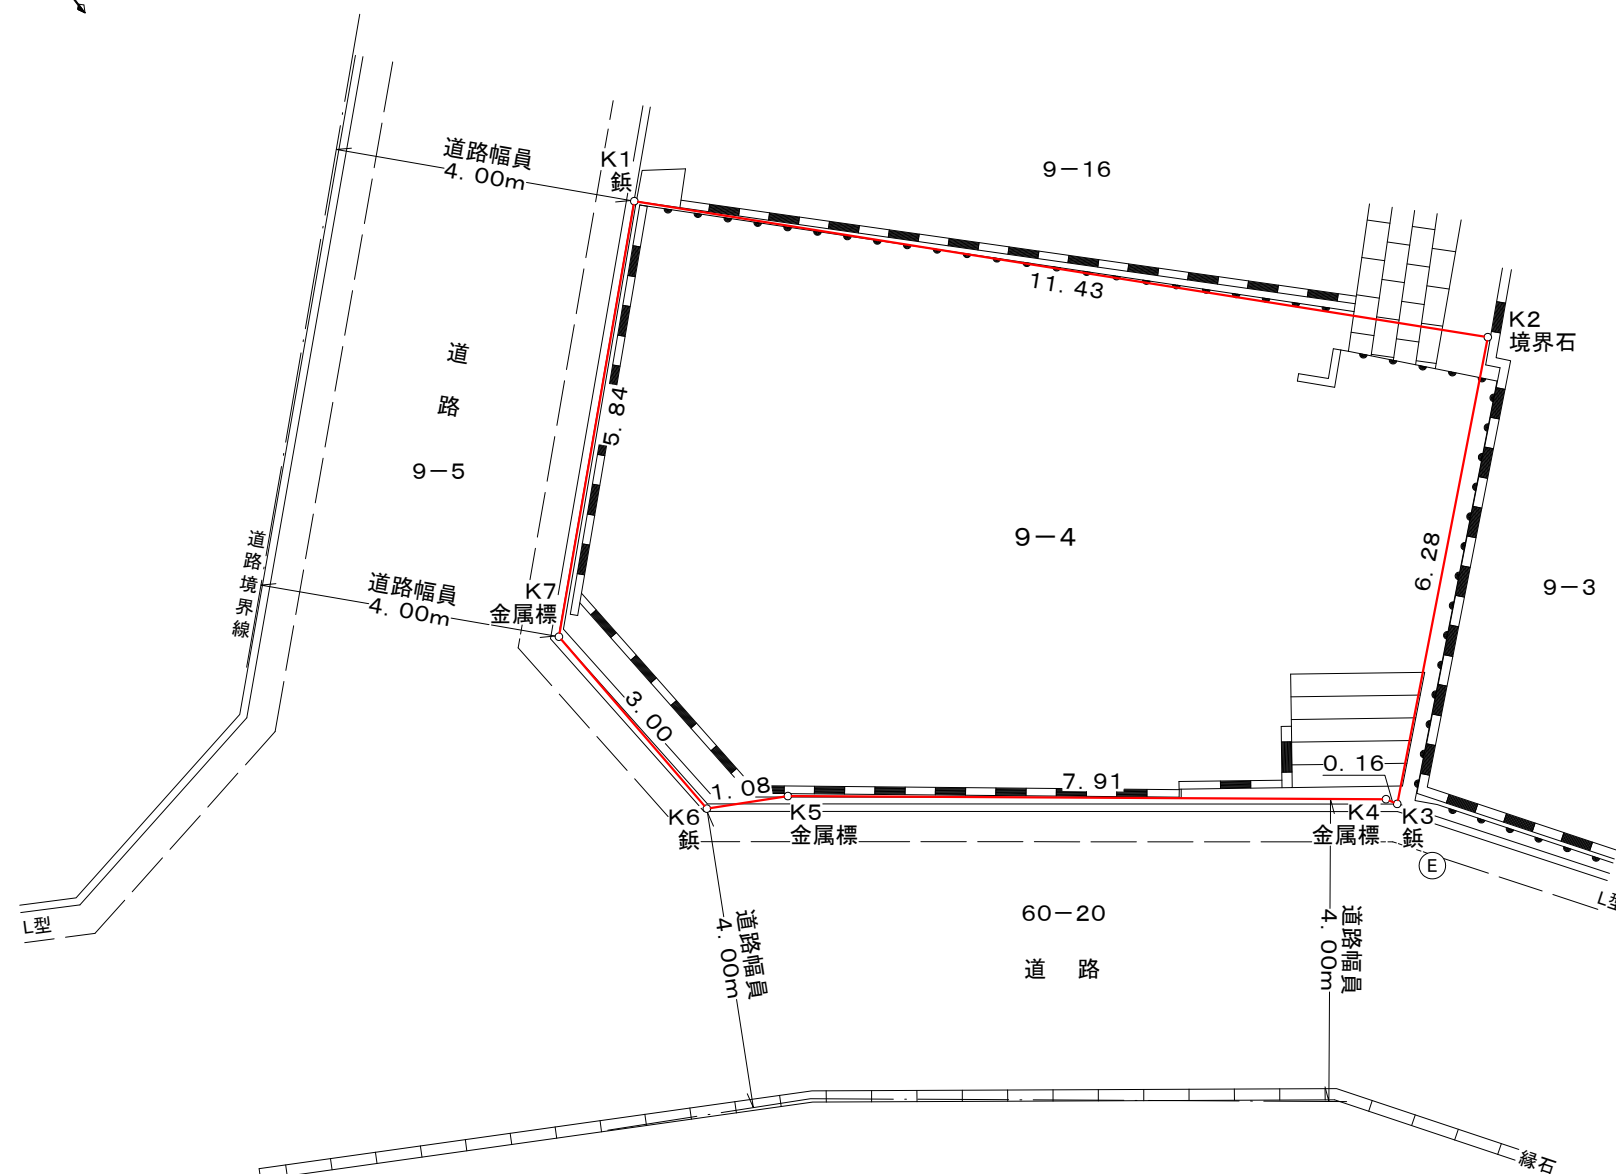 道路幅員
4.00m
K1
鋲
9-16
11.43
K2
境界石
道
路
9-5
5.84
9-4
6.28
9-3
道路境界線
道路幅員
4.00m
K7
金属標
3.00
1.08
7.91
0.16
K6
鋲
K5
金属標
K4
金属標
K3
鋲
E
L型
L型
60-20
道 路
道路幅員
4.00m
道路幅員
4.00m
縁石